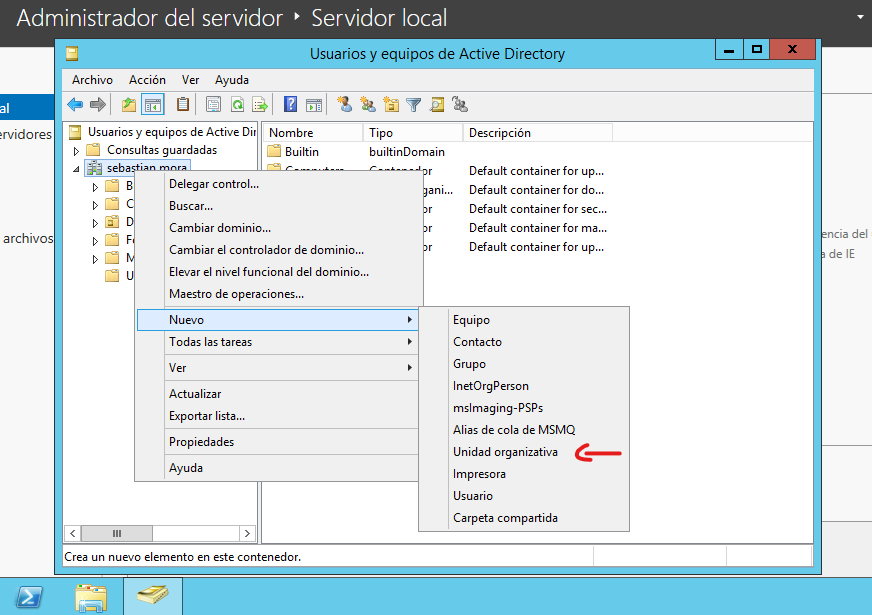 Administrador del servidor ‣ Servidor local
Usuarios y equipos de Active Directory
Archivo Acción Ver Ayuda
al
ervidores
archivos
Usuarios y equipos de Active Dir
Consultas guardadas
sebastian.mora
B
C
D
F
M
U
Nombre Tipo Descripción
Builtin builtinDomain
Computers Contenedor Default container for up...
gani... Default container for do...
or Default container for sec...
or Default container for ma...
or Default container for up...
Delegar control...
Buscar...
Cambiar dominio...
Cambiar el controlador de dominio...
Elevar el nivel funcional del dominio...
Maestro de operaciones...
Nuevo
Todas las tareas
Ver
Actualizar
Exportar lista...
Propiedades
Ayuda
Equipo
Contacto
Grupo
InetOrgPerson
msImaging-PSPs
Alias de cola de MSMQ
Unidad organizativa
Impresora
Usuario
Carpeta compartida
encia del
a de IE
Crea un nuevo elemento en este contenedor.